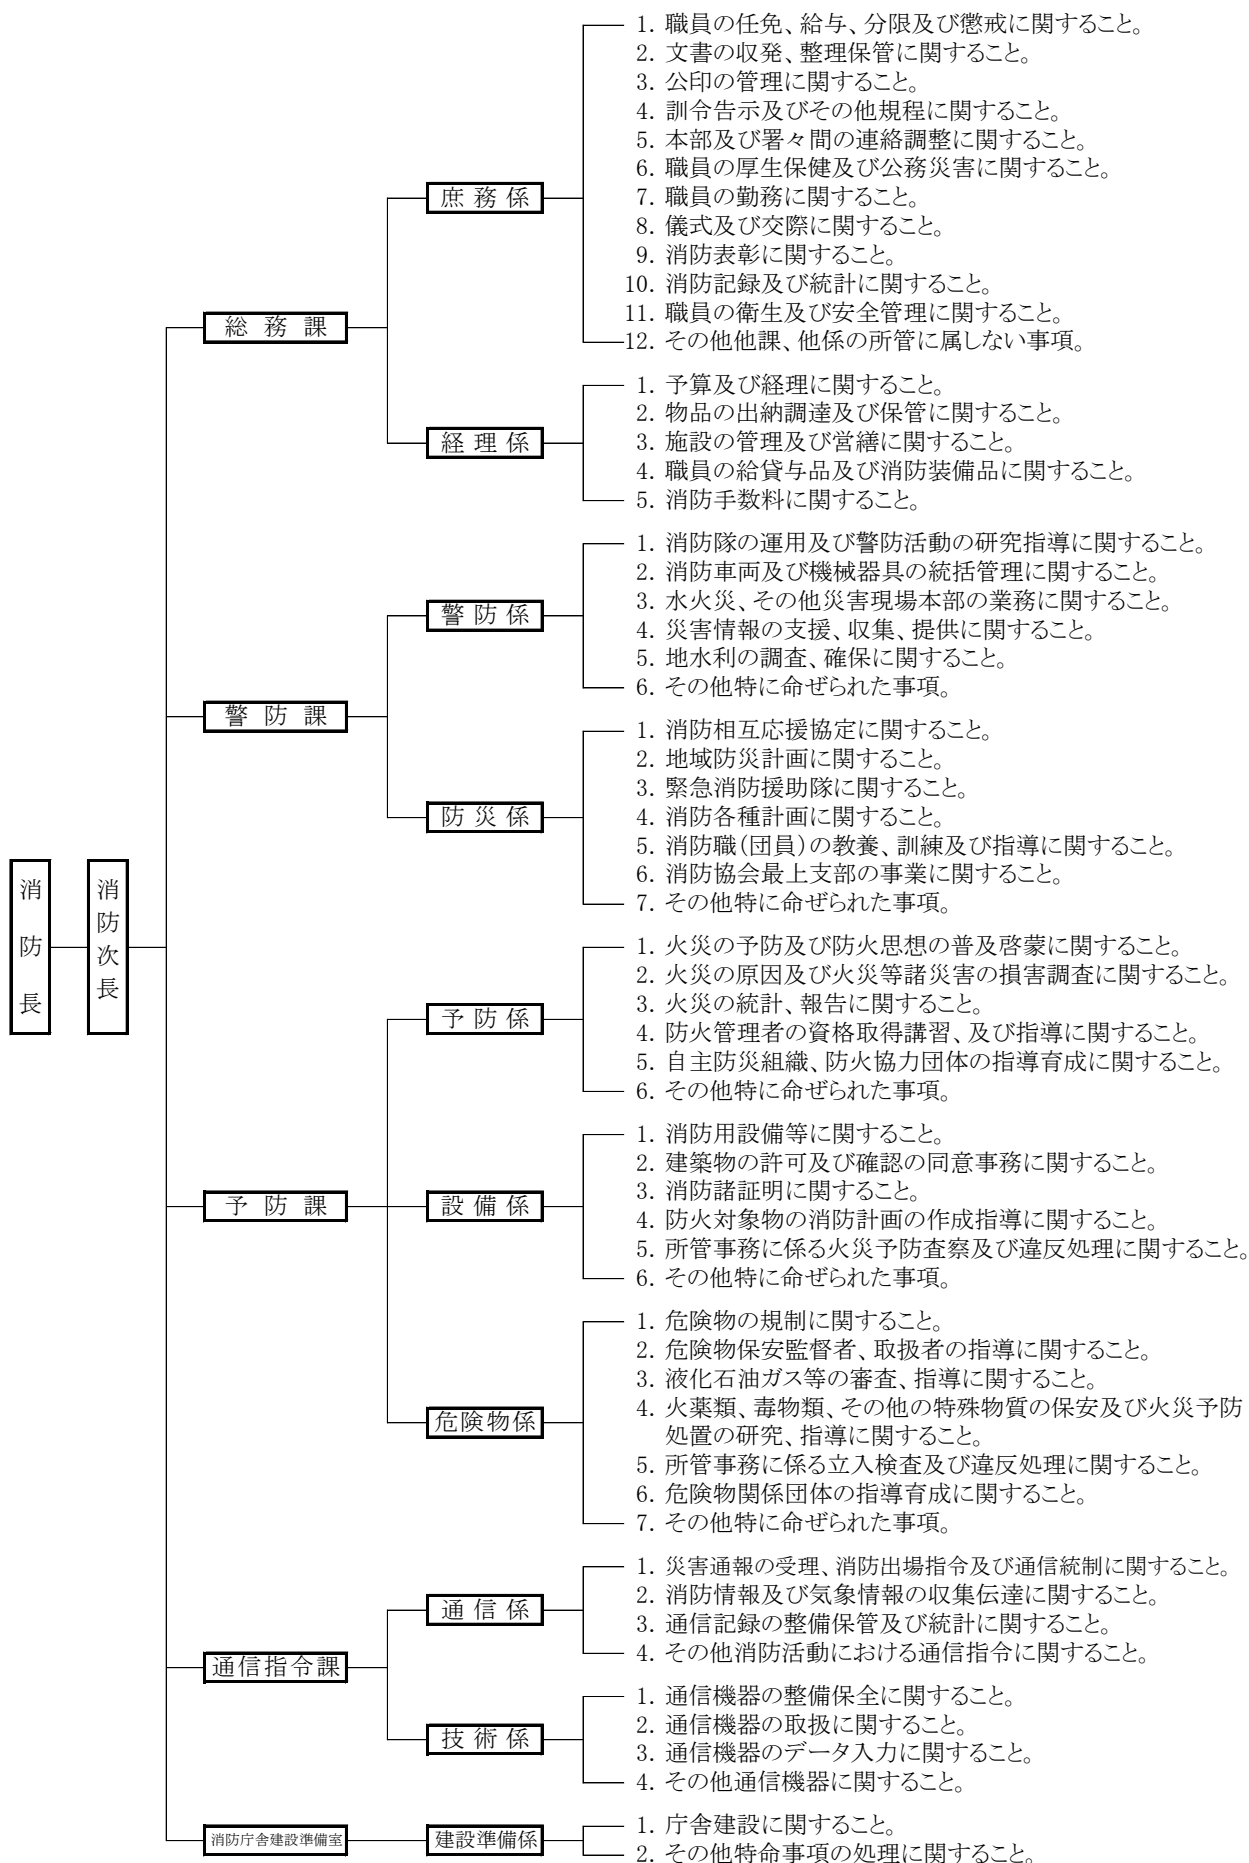 消防長
消防次長
総務課
庶務係
1. 職員の任免、給与、分限及び懲戒に関すること。
2. 文書の収発、整理保管に関すること。
3. 公印の管理に関すること。
4. 訓令告示及びその他規程に関すること。
5. 本部及び署々間の連絡調整に関すること。
6. 職員の厚生保健及び公務災害に関すること。
7. 職員の勤務に関すること。
8. 儀式及び交際に関すること。
9. 消防表彰に関すること。
10. 消防記録及び統計に関すること。
11. 職員の衛生及び安全管理に関すること。
12. その他他課、他係の所管に属しない事項。
経理係
1. 予算及び経理に関すること。
2. 物品の出納調達及び保管に関すること。
3. 施設の管理及び営繕に関すること。
4. 職員の給貸与品及び消防装備品に関すること。
5. 消防手数料に関すること。
警防課
警防係
1. 消防隊の運用及び警防活動の研究指導に関すること。
2. 消防車両及び機械器具の統括管理に関すること。
3. 水火災、その他災害現場本部の業務に関すること。
4. 災害情報の支援、収集、提供に関すること。
5. 地水利の調査、確保に関すること。
6. その他特に命ぜられた事項。
防災係
1. 消防相互応援協定に関すること。
2. 地域防災計画に関すること。
3. 緊急消防援助隊に関すること。
4. 消防各種計画に関すること。
5. 消防職(団員)の教養、訓練及び指導に関すること。
6. 消防協会最上支部の事業に関すること。
7. その他特に命ぜられた事項。
予防課
予防係
1. 火災の予防及び防火思想の普及啓蒙に関すること。
2. 火災の原因及び火災等諸災害の損害調査に関すること。
3. 火災の統計、報告に関すること。
4. 防火管理者の資格取得講習、及び指導に関すること。
5. 自主防災組織、防火協力団体の指導育成に関すること。
6. その他特に命ぜられた事項。
設備係
1. 消防用設備等に関すること。
2. 建築物の許可及び確認の同意事務に関すること。
3. 消防諸証明に関すること。
4. 防火対象物の消防計画の作成指導に関すること。
5. 所管事務に係る火災予防査察及び違反処理に関すること。
6. その他特に命ぜられた事項。
危険物係
1. 危険物の規制に関すること。
2. 危険物保安監督者、取扱者の指導に関すること。
3. 液化石油ガス等の審査、指導に関すること。
4. 火薬類、毒物類、その他の特殊物質の保安及び火災予防
処置の研究、指導に関すること。
5. 所管事務に係る立入検査及び違反処理に関すること。
6. 危険物関係団体の指導育成に関すること。
7. その他特に命ぜられた事項。
通信指令課
通信係
1. 災害通報の受理、消防出場指令及び通信統制に関すること。
2. 消防情報及び気象情報の収集伝達に関すること。
3. 通信記録の整備保管及び統計に関すること。
4. その他消防活動における通信指令に関すること。
技術係
1. 通信機器の整備保全に関すること。
2. 通信機器の取扱に関すること。
3. 通信機器のデータ入力に関すること。
4. その他通信機器に関すること。
消防庁舎建設準備室
建設準備係
1. 庁舎建設に関すること。
2. その他特命事項の処理に関すること。